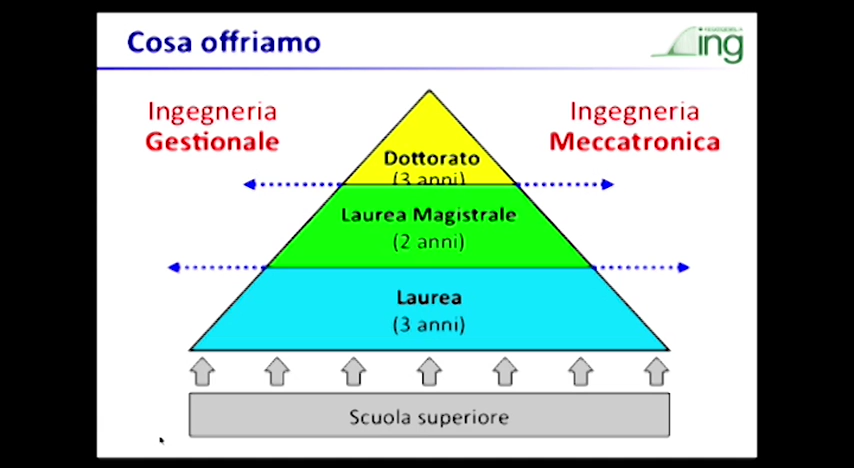 Cosa offriamo
ing
Ingegneria
Gestionale
Ingegneria
Meccatronica
Dottorato
(3 anni)
Laurea Magistrale
(2 anni)
Laurea
(3 anni)
Scuola superiore